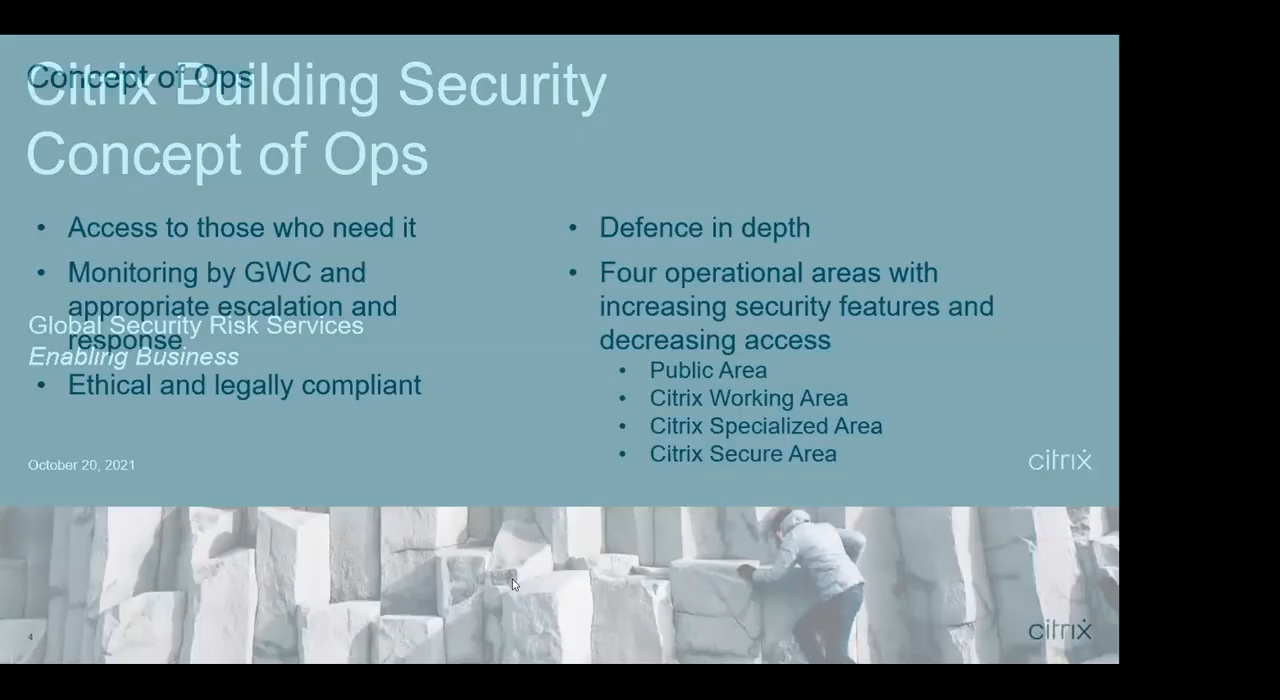 Concept of Ops
Citrix Building Security
Concept of Ops
• Access to those who need it
• Monitoring by GWC and
appropriate escalation and
response
• Ethical and legally compliant
Global Security Risk Services
Enabling Business
October 20, 2021
• Defence in depth
• Four operational areas with
increasing security features and
decreasing access
• Public Area
• Citrix Working Area
• Citrix Specialized Area
• Citrix Secure Area
citrix
4
citrix